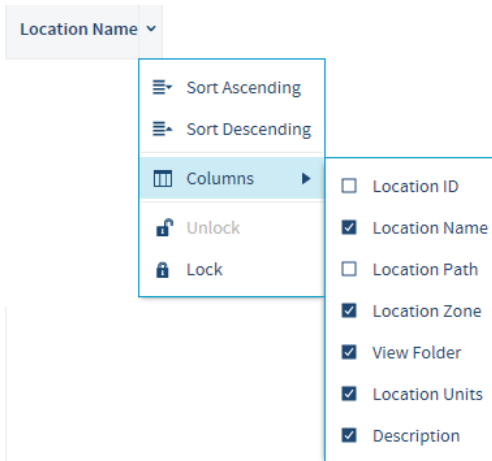 Location Name
Sort Ascending
Sort Descending
Columns
Unlock
Lock
Location ID
Location Name
Location Path
Location Zone
View Folder
Location Units
Description